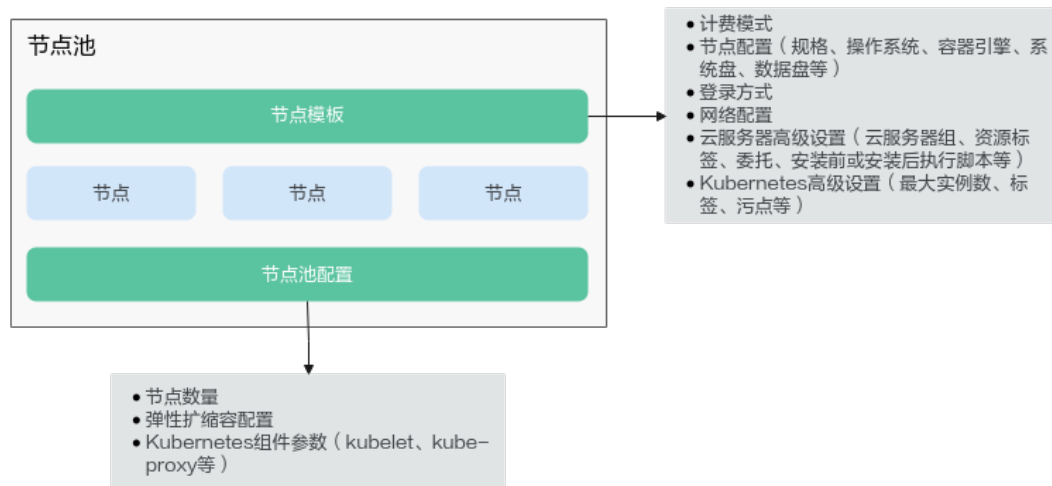 节点池
节点模板
节点
节点
节点
节点池配置
• 计费模式
• 节点配置（规格、操作系统、容器引擎、系
统盘、数据盘等）
• 登录方式
• 网络配置
• 云服务器高级设置（云服务器组、资源标
签、委托、安装前或安装后执行脚本等）
• Kubernetes高级设置（最大实例数、标
签、污点等）
• 节点数量
• 弹性扩缩容配置
• Kubernetes组件参数（kubelet、kube-
proxy等）